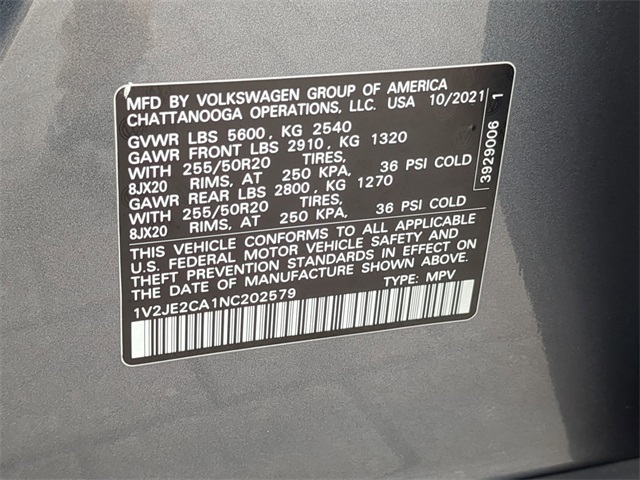 MFD BY VOLKSWAGEN GROUP OF AMERICA
CHATTANOOGA OPERATIONS, LLC. USA 10/2021
GVWR LBS 5600, KG 2540
GAWR FRONT LBS 2910, KG 1320
WITH 255/50R20 TIRES,
8JX20 RIMS, AT 250 KPA, 36 PSI COLD
GAWR REAR LBS 2800, KG 1270
WITH 255/50R20 TIRES,
8JX20 RIMS, AT 250 KPA, 36 PSI COLD
THIS VEHICLE CONFORMS TO ALL APPLICABLE
U.S. FEDERAL MOTOR VEHICLE SAFETY AND
THEFT PREVENTION STANDARDS IN EFFECT ON
THE DATE OF MANUFACTURE SHOWN ABOVE.
1V2JE2CA1NC202579 TYPE: MPV
3929006 1